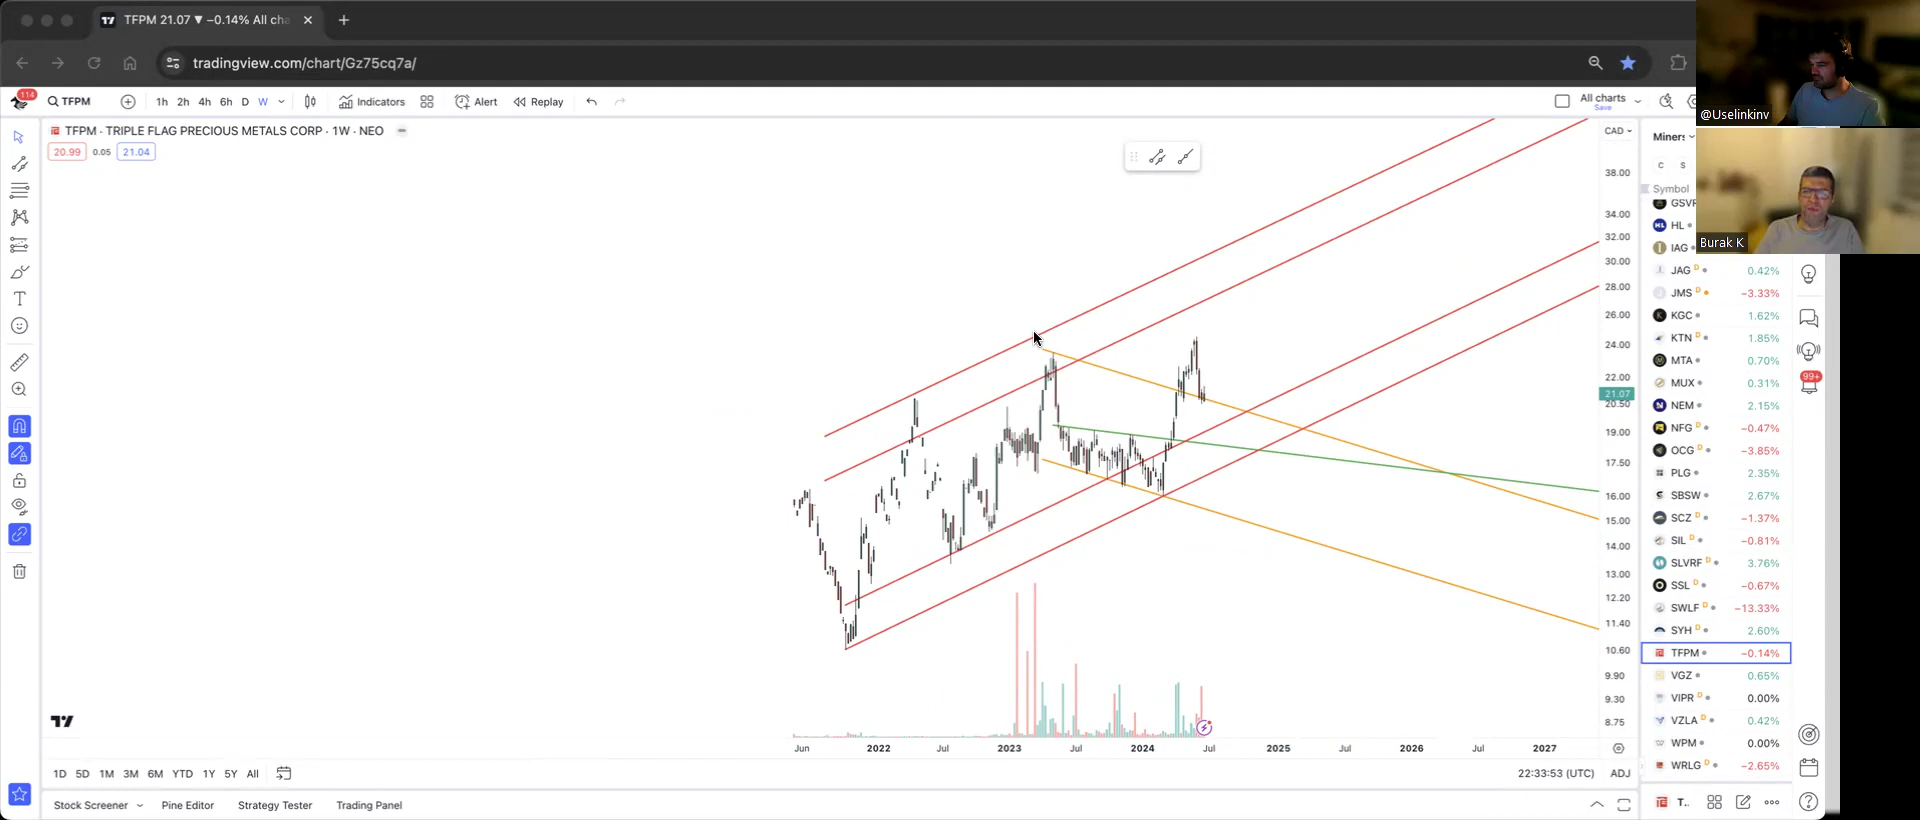 TFPM 21.07 ▼ −0.14% All cha
tradingview.com/chart/Gz75cq7a/
@Uselinkinv
Burak K
114
TFPM
1h 2h 4h 6h D W
Indicators
Alert
Replay
All charts
Save
TFPM · TRIPLE FLAG PRECIOUS METALS CORP · 1W · NEO
20.99 0.05 21.04
CAD
38.00
34.00
32.00
30.00
28.00
26.00
24.00
22.00
21.07
20.50
19.00
17.50
16.00
15.00
14.00
13.00
12.20
11.40
10.60
9.90
9.30
8.75
Jun 2022 Jul 2023 Jul 2024 Jul 2025 Jul 2026 Jul 2027
Miners
C S
Symbol
GSVR
HL
IAG
JAG D 0.42%
JMS D −3.33%
KGC 1.62%
KTN D 1.85%
MTA 0.70%
MUX 0.31%
NEM 2.15%
NFG D −0.47%
OCG D −3.85%
PLG 2.35%
SBSW 2.67%
SCZ D −1.37%
SIL D −0.81%
SLVRF D 3.76%
SSL D −0.67%
SWLF D −13.33%
SYH D 2.60%
TFPM −0.14%
VGZ 0.65%
VIPR D 0.00%
VZLA D 0.42%
WPM 0.00%
WRLG D −2.65%
99+
1D 5D 1M 3M 6M YTD 1Y 5Y All
22:33:53 (UTC) ADJ
Stock Screener Pine Editor Strategy Tester Trading Panel
T..